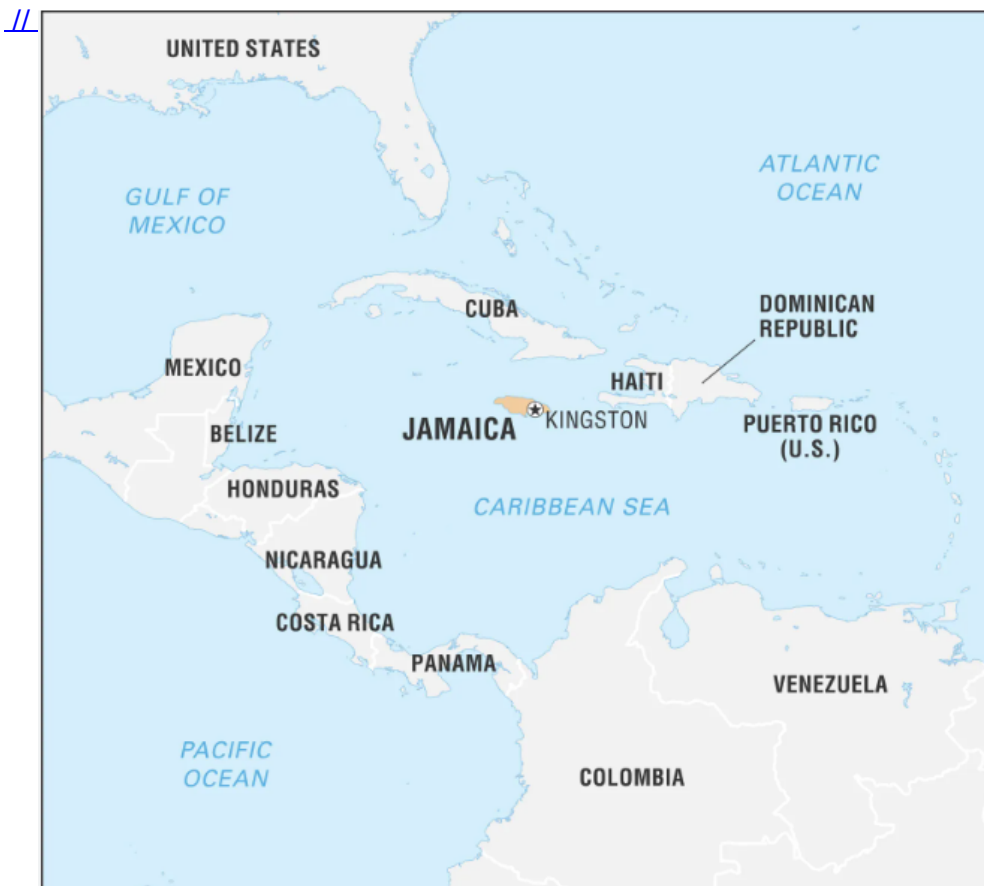 //
UNITED STATES
ATLANTIC
OCEAN
GULF OF
MEXICO
CUBA
DOMINICAN
REPUBLIC
MEXICO
HAITI
JAMAICA
KINGSTON
PUERTO RICO
(U.S.)
BELIZE
HONDURAS
CARIBBEAN SEA
NICARAGUA
COSTA RICA
PANAMA
VENEZUELA
PACIFIC
OCEAN
COLOMBIA